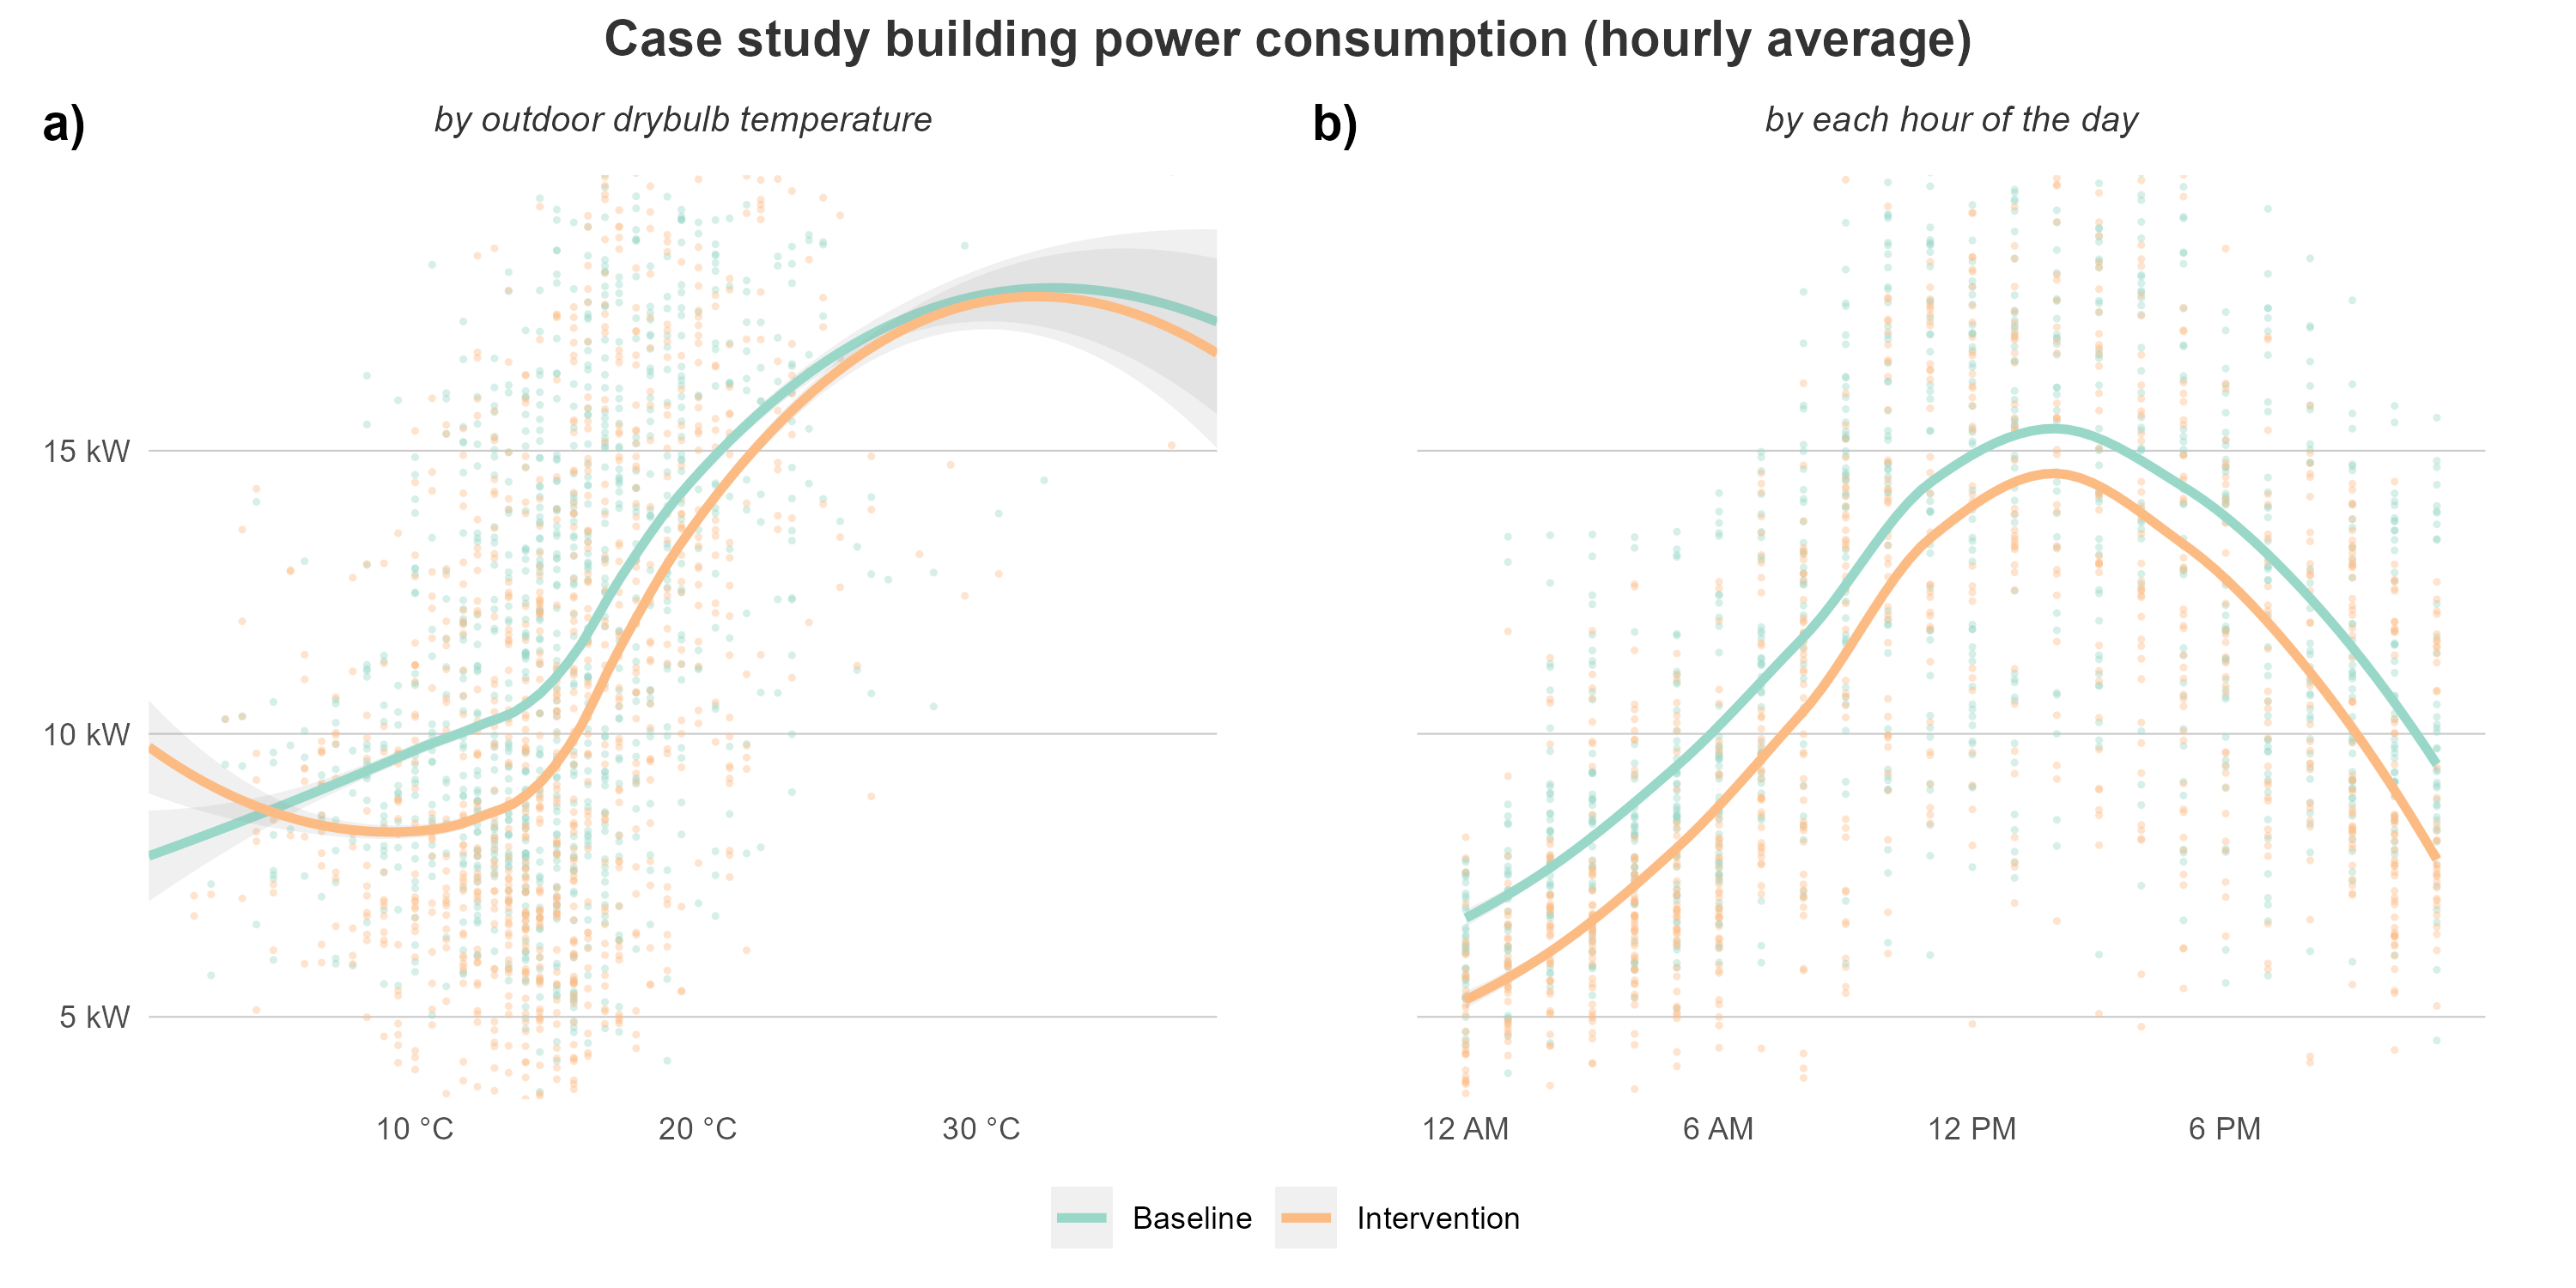 Case study building power consumption (hourly average)
a)
by outdoor drybulb temperature
15 kW
10 kW
5 kW
10 °C
20 °C
30 °C
b)
by each hour of the day
12 AM
6 AM
12 PM
6 PM
Baseline
Intervention